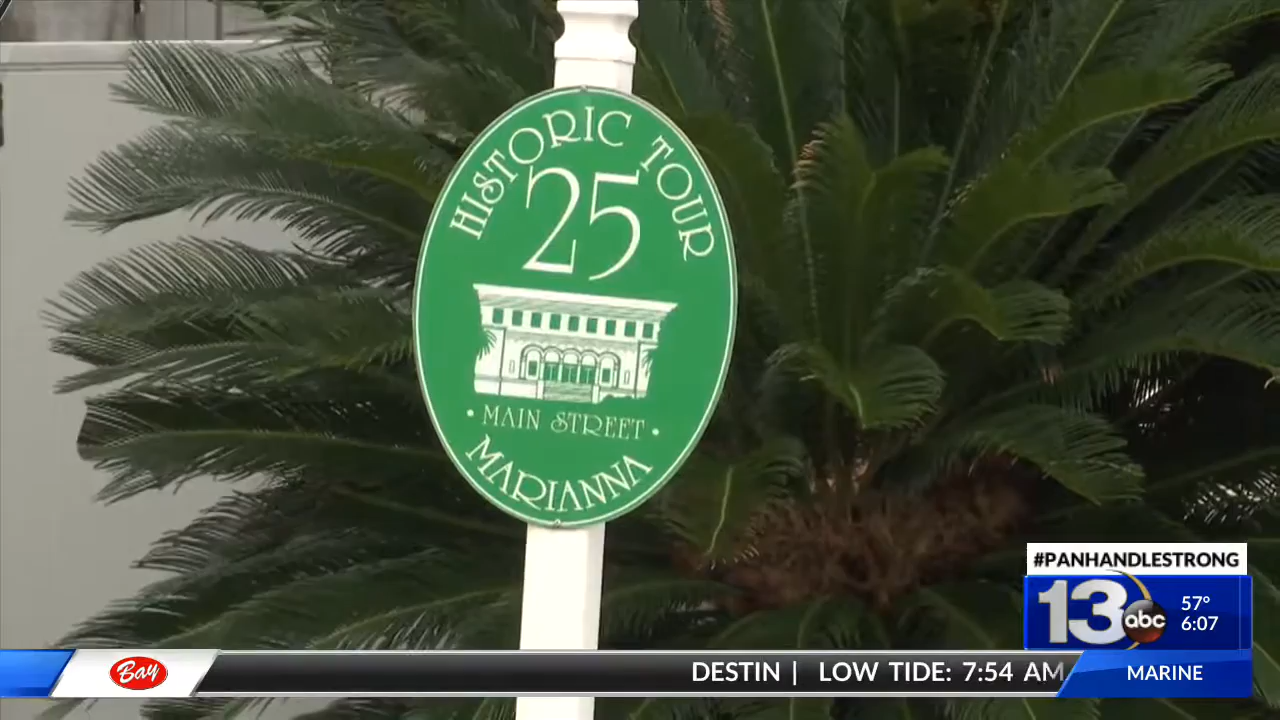 HISTORIC TOUR
25
• MAIN STREET •
MARIANNA
#PANHANDLESTRONG
13 abc
57°
6:07
Bay
DESTIN | LOW TIDE: 7:54 AM
MARINE